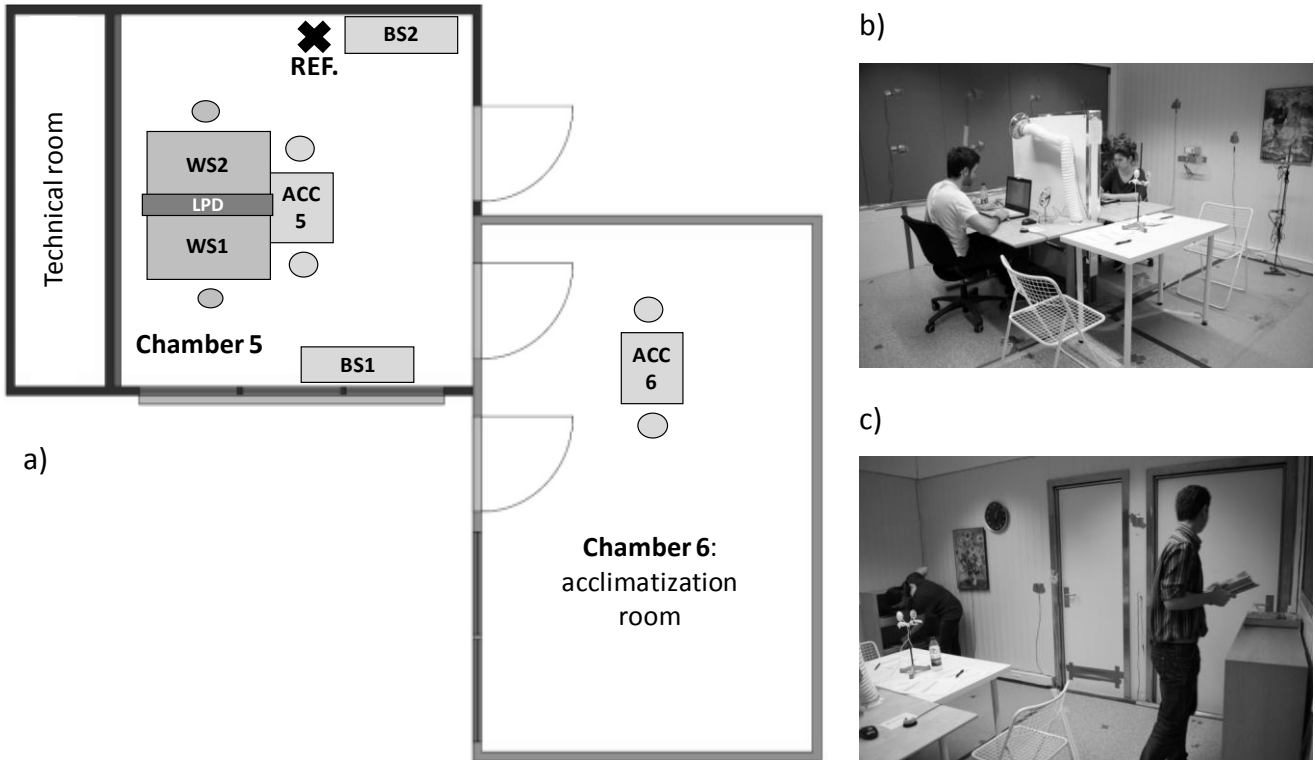 BS2
REF.
WS2
LPD
WS1
ACC
5
Technical room
Chamber 5
BS1
ACC
6
Chamber 6:
acclimatization
room
a)
b)
c)